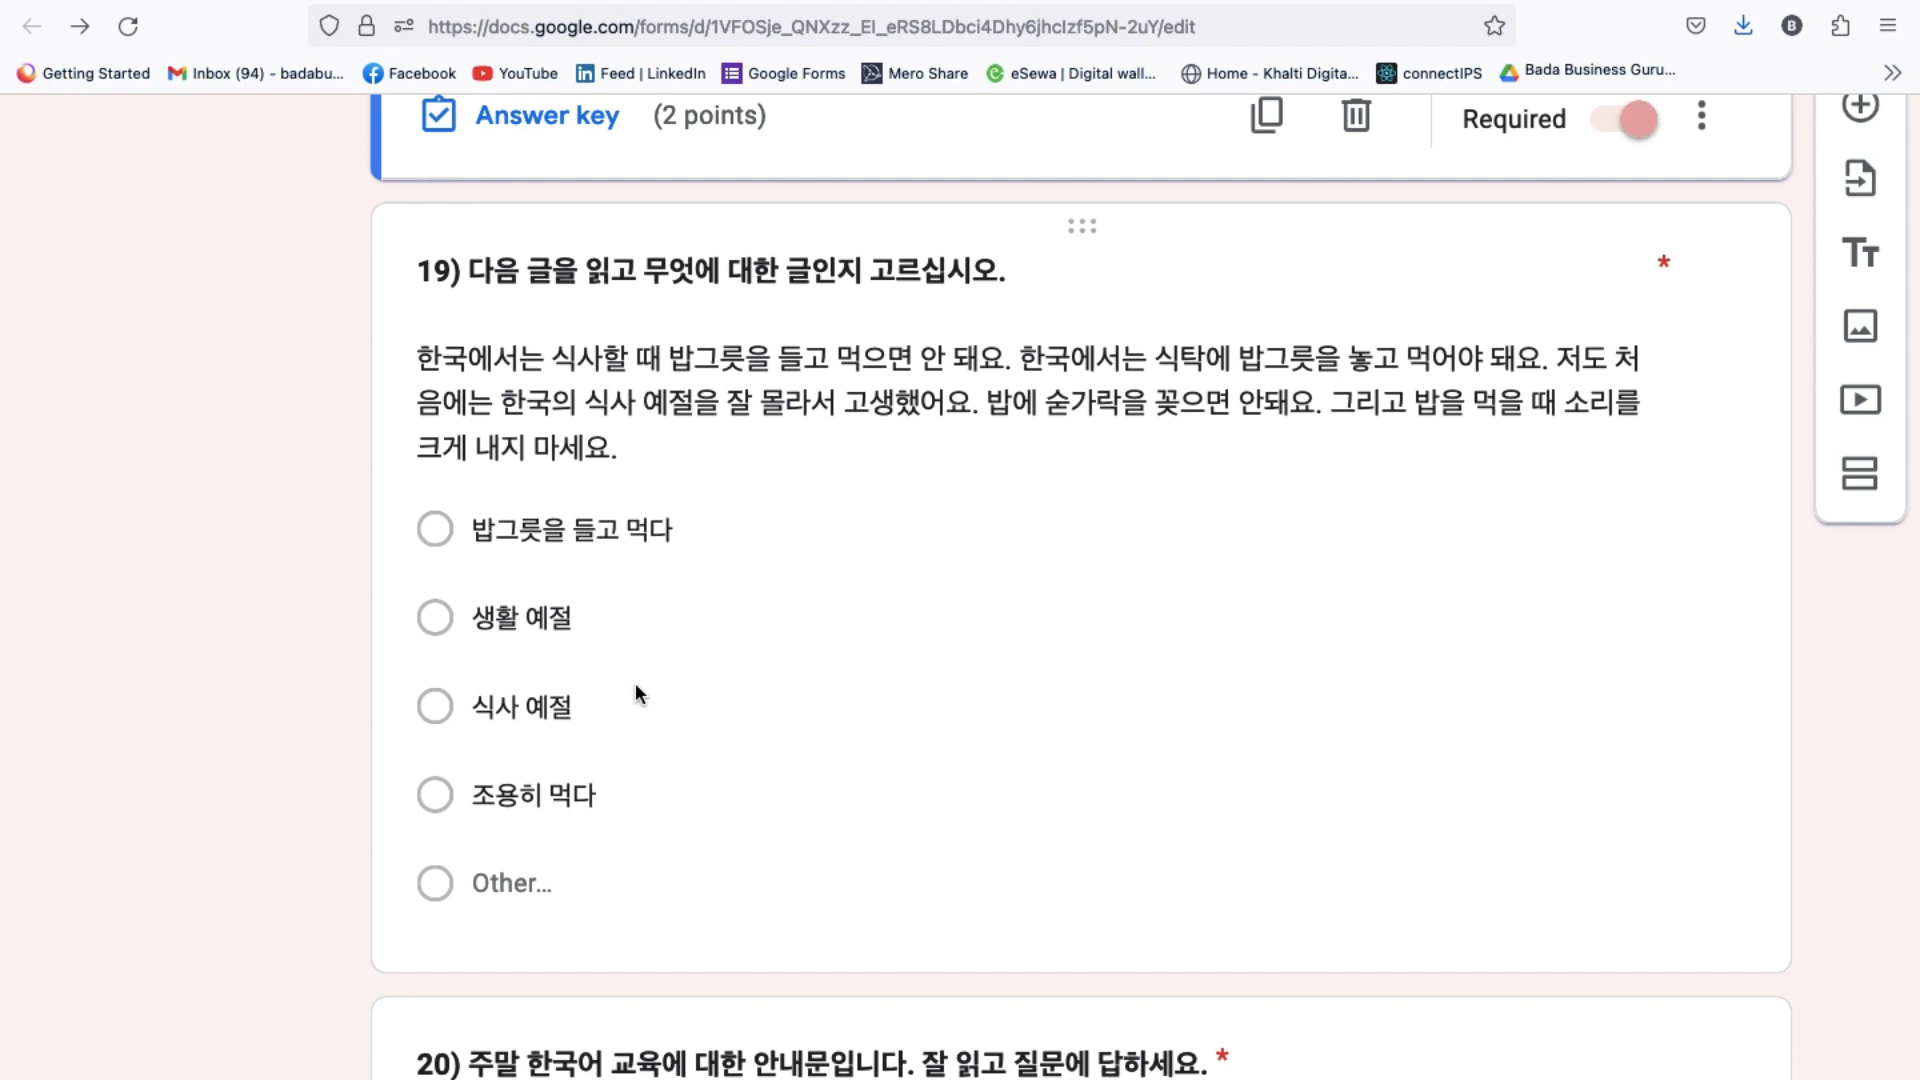 https://docs.google.com/forms/d/1VFOSje_QNXzz_EI_eRS8LDbci4Dhy6jhcIzf5pN-2uY/edit
B
Getting Started Inbox (94) - badabu... Facebook YouTube Feed | LinkedIn Google Forms Mero Share eSewa | Digital wall... Home - Khalti Digita... connectIPS Bada Business Guru...
Answer key (2 points) Required
19) 다음 글을 읽고 무엇에 대한 글인지 고르십시오. *
한국에서는 식사할 때 밥그릇을 들고 먹으면 안 돼요. 한국에서는 식탁에 밥그릇을 놓고 먹어야 돼요. 저도 처
음에는 한국의 식사 예절을 잘 몰라서 고생했어요. 밥에 숟가락을 꽂으면 안돼요. 그리고 밥을 먹을 때 소리를
크게 내지 마세요.
밥그릇을 들고 먹다
생활 예절
식사 예절
조용히 먹다
Other...
20) 주말 한국어 교육에 대한 안내문입니다. 잘 읽고 질문에 답하세요. *